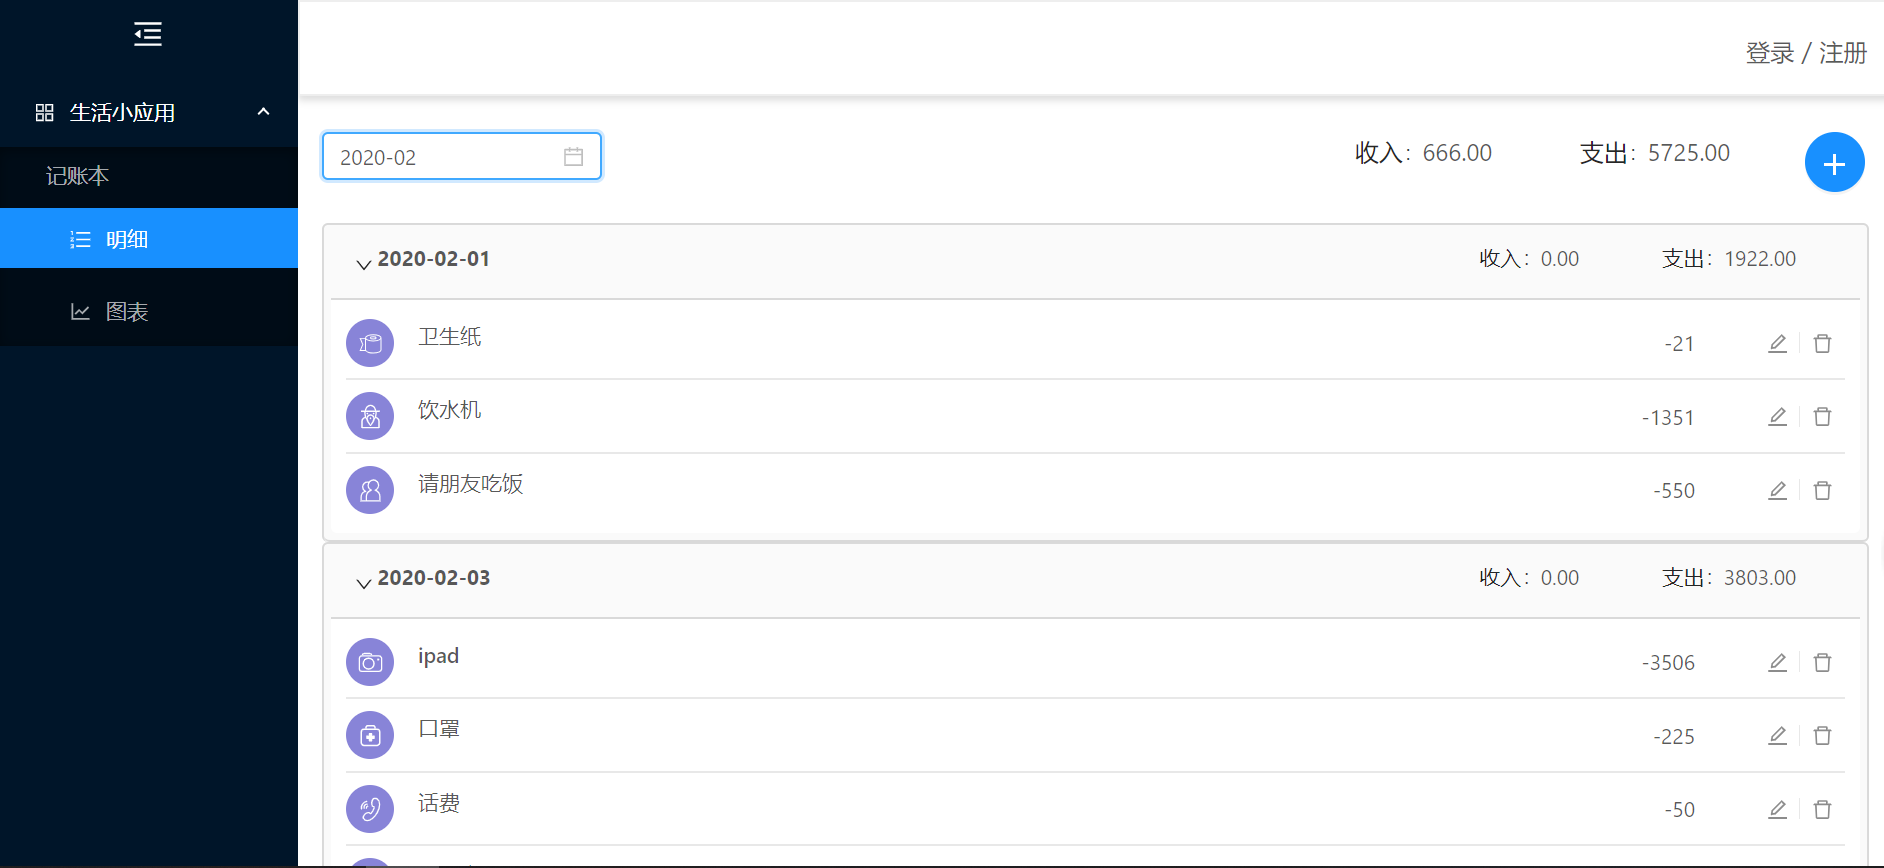 登录 / 注册
生活小应用
记账本
明细
图表
2020-02
收入：666.00 支出：5725.00
2020-02-01 收入：0.00 支出：1922.00
卫生纸 -21
饮水机 -1351
请朋友吃饭 -550
2020-02-03 收入：0.00 支出：3803.00
ipad -3506
口罩 -225
话费 -50